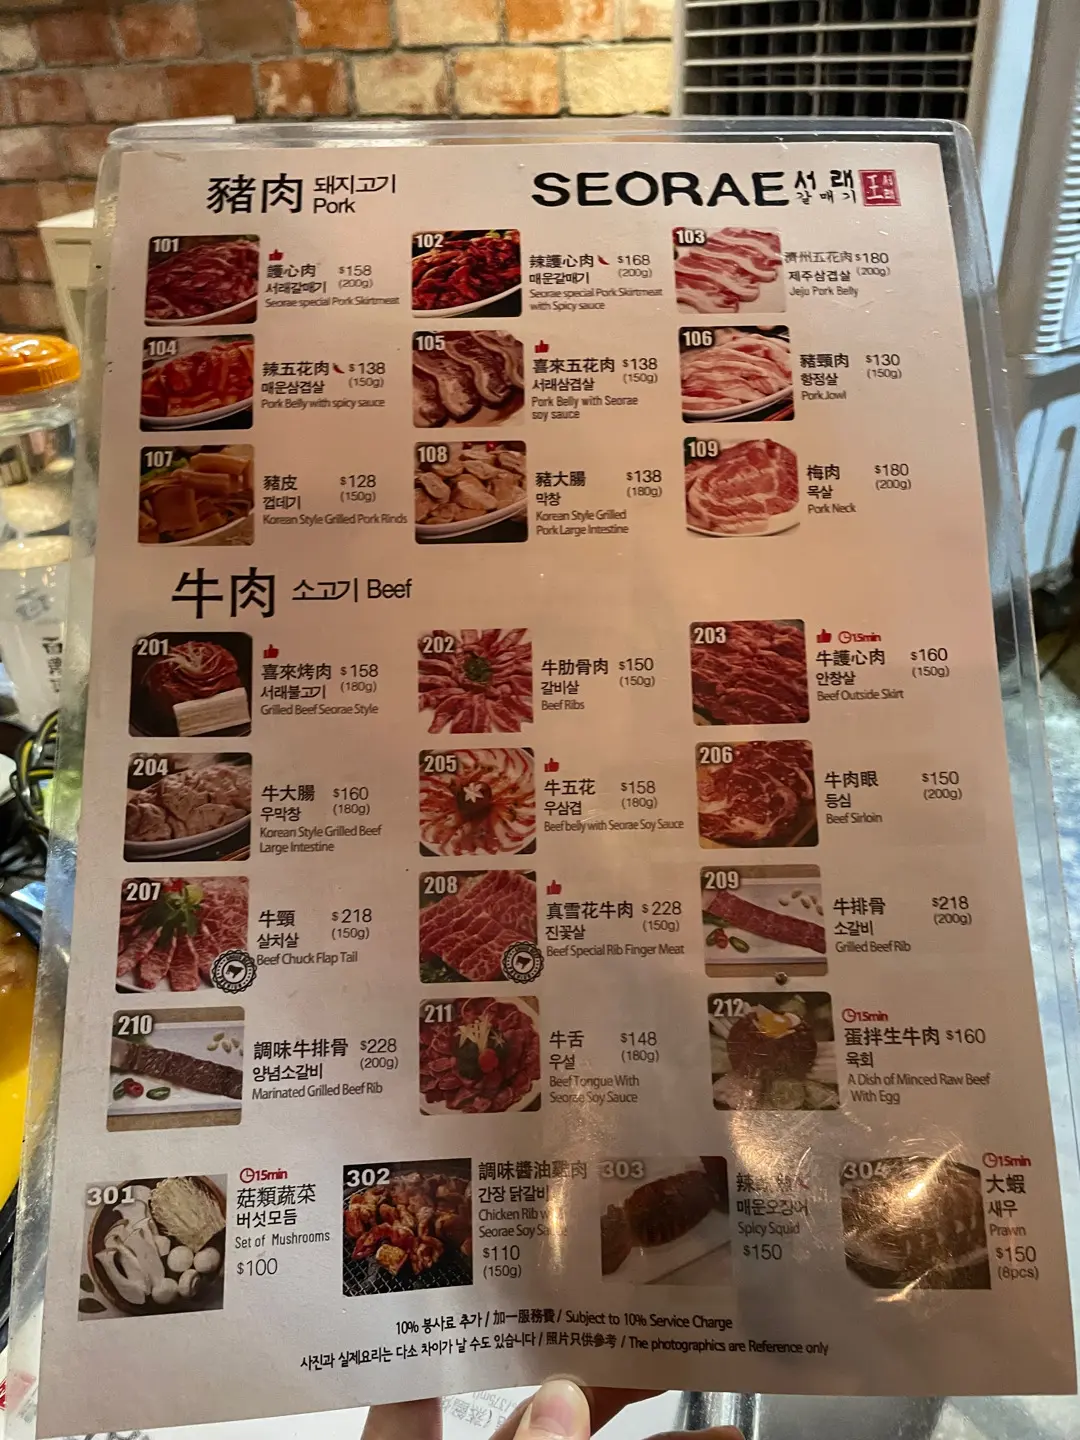 豬肉 돼지고기
Pork
SEORAE 서래
갈매기
101
護心肉 $158
서래갈매기 (200g)
Seorae special Pork Skirtmeat
102
辣護心肉 $168
매운갈매기 (200g)
Seorae special Pork Skirtmeat
with Spicy sauce
103
濟州五花肉 $180
제주삼겹살 (200g)
Jeju Pork Belly
104
辣五花肉 $138
매운삼겹살 (150g)
Pork Belly with spicy sauce
105
喜來五花肉 $138
서래삼겹살 (150g)
Pork Belly with Seorae
soy sauce
106
豬頸肉 $130
항정살 (150g)
Pork Jowl
107
豬皮 $128
껍데기 (150g)
Korean Style Grilled Pork Rinds
108
豬大腸 $138
막창 (180g)
Korean Style Grilled
Pork Large Intestine
109
梅肉 $180
목살 (200g)
Pork Neck
牛肉 소고기 Beef
201
喜來烤肉 $158
서래불고기 (180g)
Grilled Beef Seorae Style
202
牛肋骨肉 $150
갈비살 (150g)
Beef Ribs
203
15min
牛護心肉 $160
안창살 (150g)
Beef Outside Skirt
204
牛大腸 $160
우막창 (180g)
Korean Style Grilled Beef
Large Intestine
205
牛五花 $158
우삼겹 (180g)
Beef belly with Seorae Soy Sauce
206
牛肉眼 $150
등심 (200g)
Beef Sirloin
207
牛頸 $218
살치살 (150g)
Beef Chuck Flap Tall
208
真雪花牛肉 $228
진꽃살 (150g)
Beef Special Rib Finger Meat
209
牛排骨 $218
소갈비 (200g)
Grilled Beef Rib
210
調味牛排骨 $228
양념소갈비 (200g)
Marinated Grilled Beef Rib
211
牛舌 $148
우설 (180g)
Beef Tongue With
Seorae Soy Sauce
212
15min
蛋拌生牛肉 $160
육회
A Dish of Minced Raw Beef
With Egg
301
15min
菇類蔬菜
버섯모듬
Set of Mushrooms
$100
302
調味醬油雞肉
간장 닭갈비
Chicken Rib
Seorae Soy
$110
(150g)
303
辣
매운오징어
Spicy Squid
$150
304
15min
大蝦
새우
Prawn
$150
(8pcs)
10% 봉사료 추가 / 加一服務費 / Subject to 10% Service Charge
사진과 실제요리는 다소 차이가 날 수도 있습니다 / 照片只供參考 / The photographics are Reference only